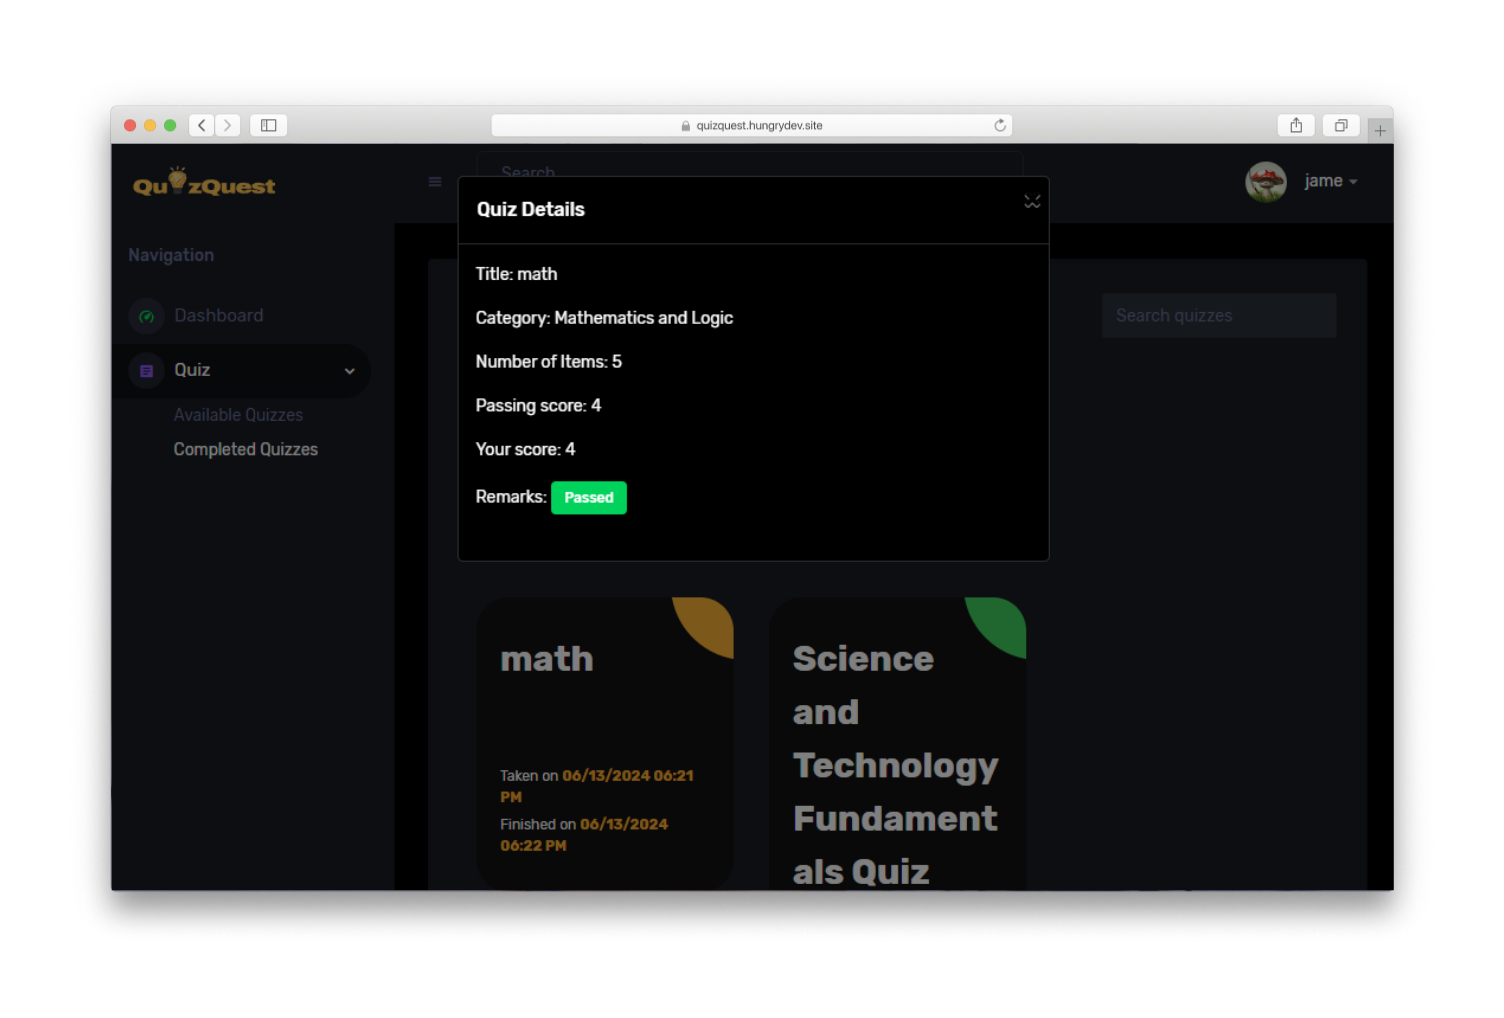 quizquest.hungrydev.site
QuizQuest
Search
jame
Quiz Details
Navigation
Title: math
Dashboard
Category: Mathematics and Logic
Search quizzes
Number of Items: 5
Quiz
Passing score: 4
Available Quizzes
Your score: 4
Completed Quizzes
Remarks: Passed
math
Taken on 06/13/2024 06:21
PM
Finished on 06/13/2024
06:22 PM
Science
and
Technology
Fundament
als Quiz